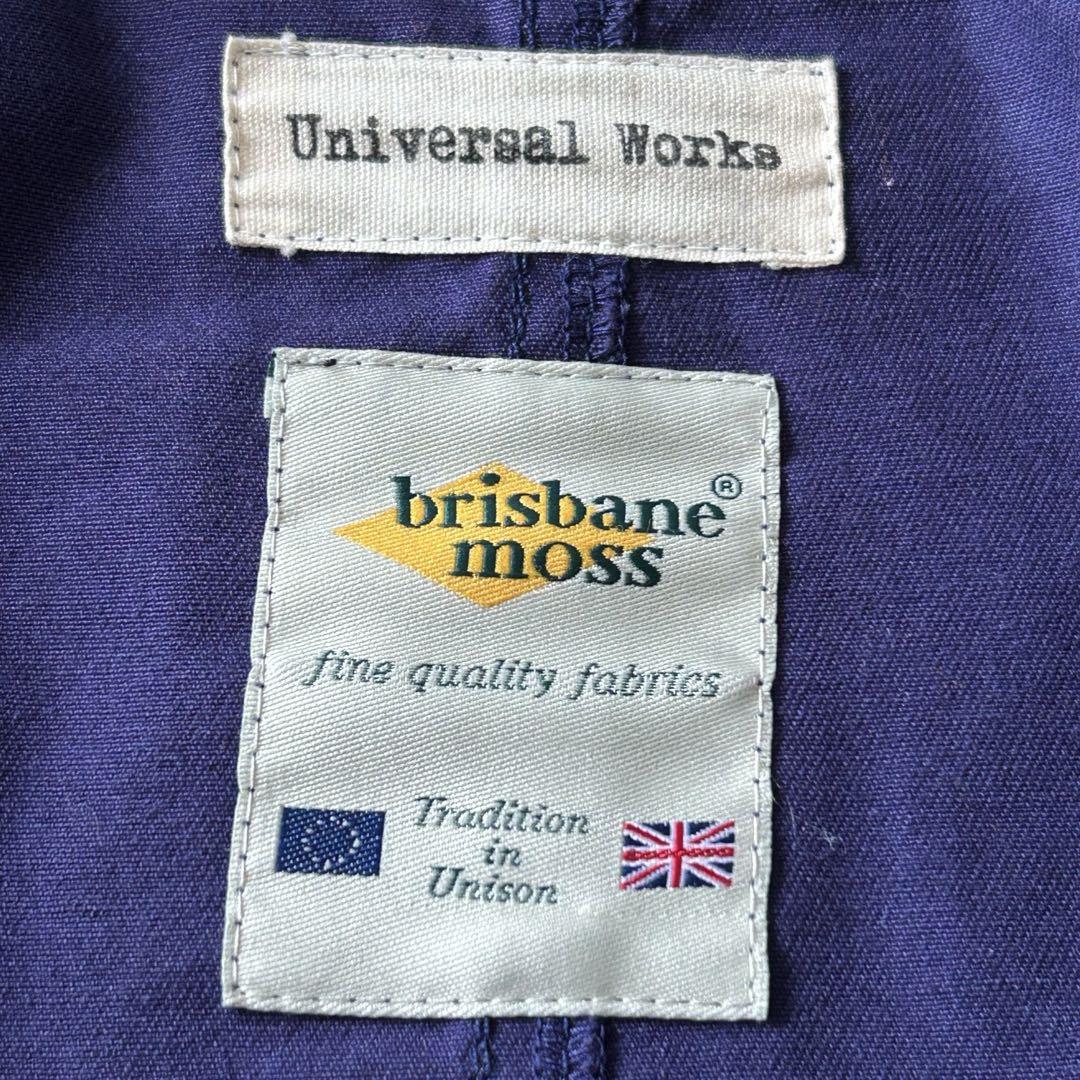 Universal Works
brisbane®
moss
fine quality fabrics
Tradition
in
Unison